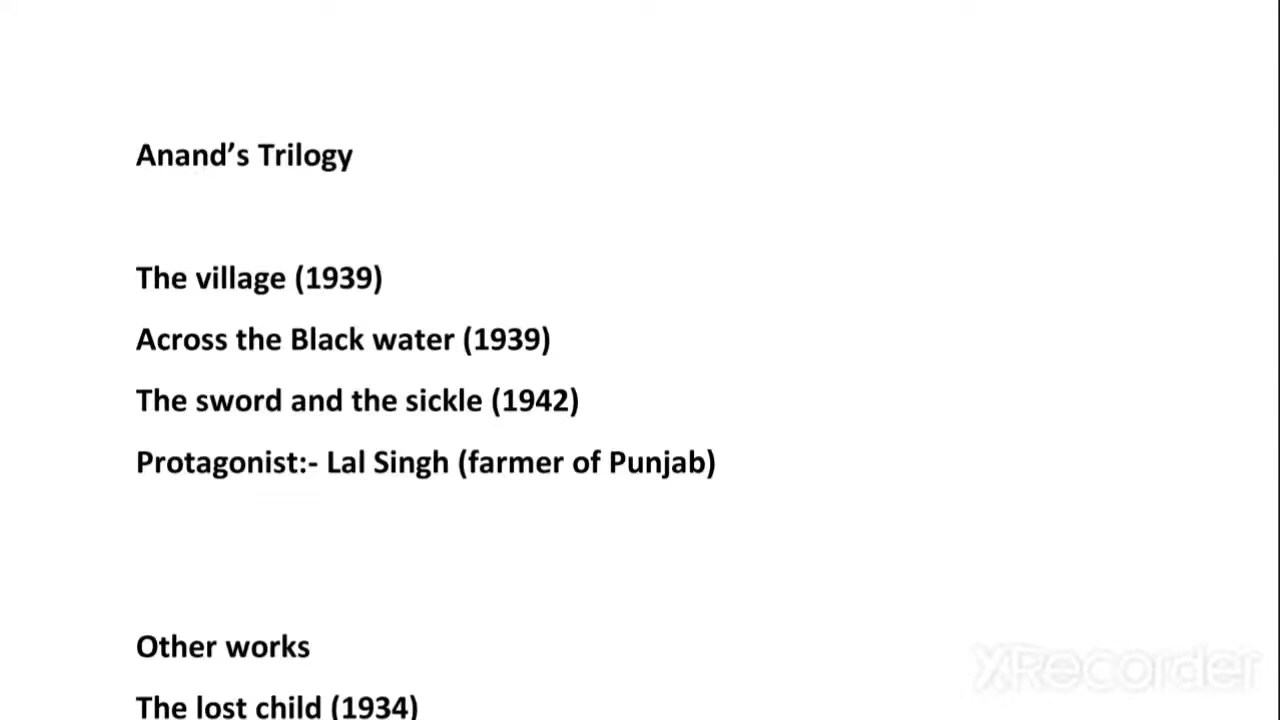 Anand’s Trilogy
The village (1939)
Across the Black water (1939)
The sword and the sickle (1942)
Protagonist:- Lal Singh (farmer of Punjab)
Other works
The lost child (1934)
XRecorder